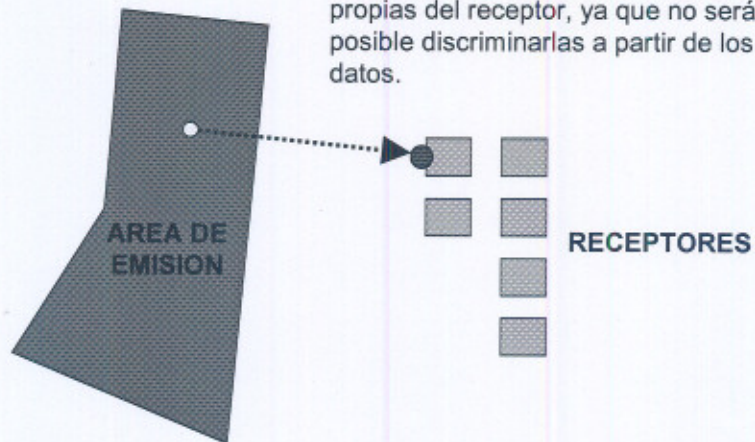 propias del receptor, ya que no será
posible discriminarlas a partir de los
datos.
AREA DE
EMISION
RECEPTORES